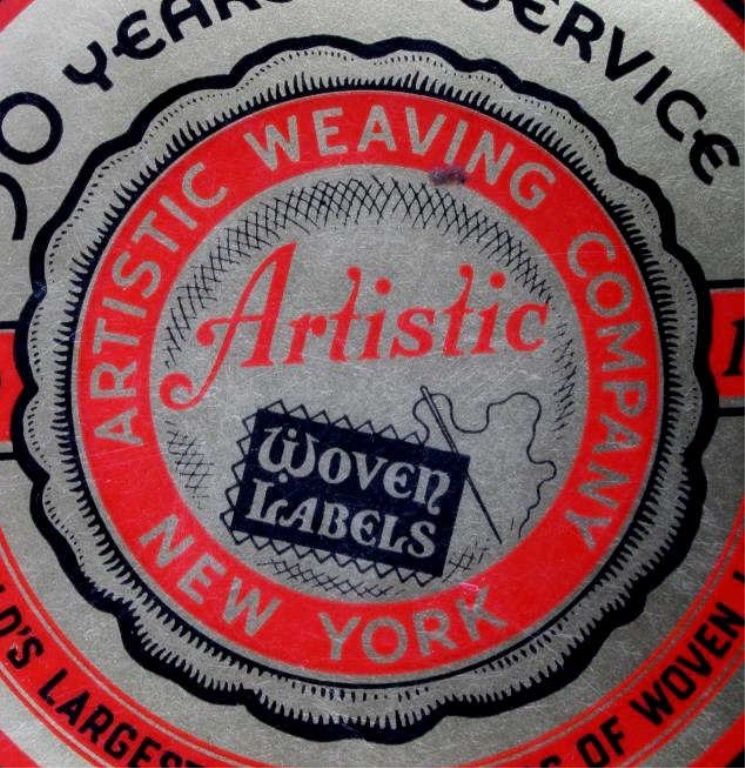 YEARS SERVICE
ARTISTIC WEAVING COMPANY
NEW YORK
Artistic
WOVEN
LABELS
LARGEST OF WOVEN